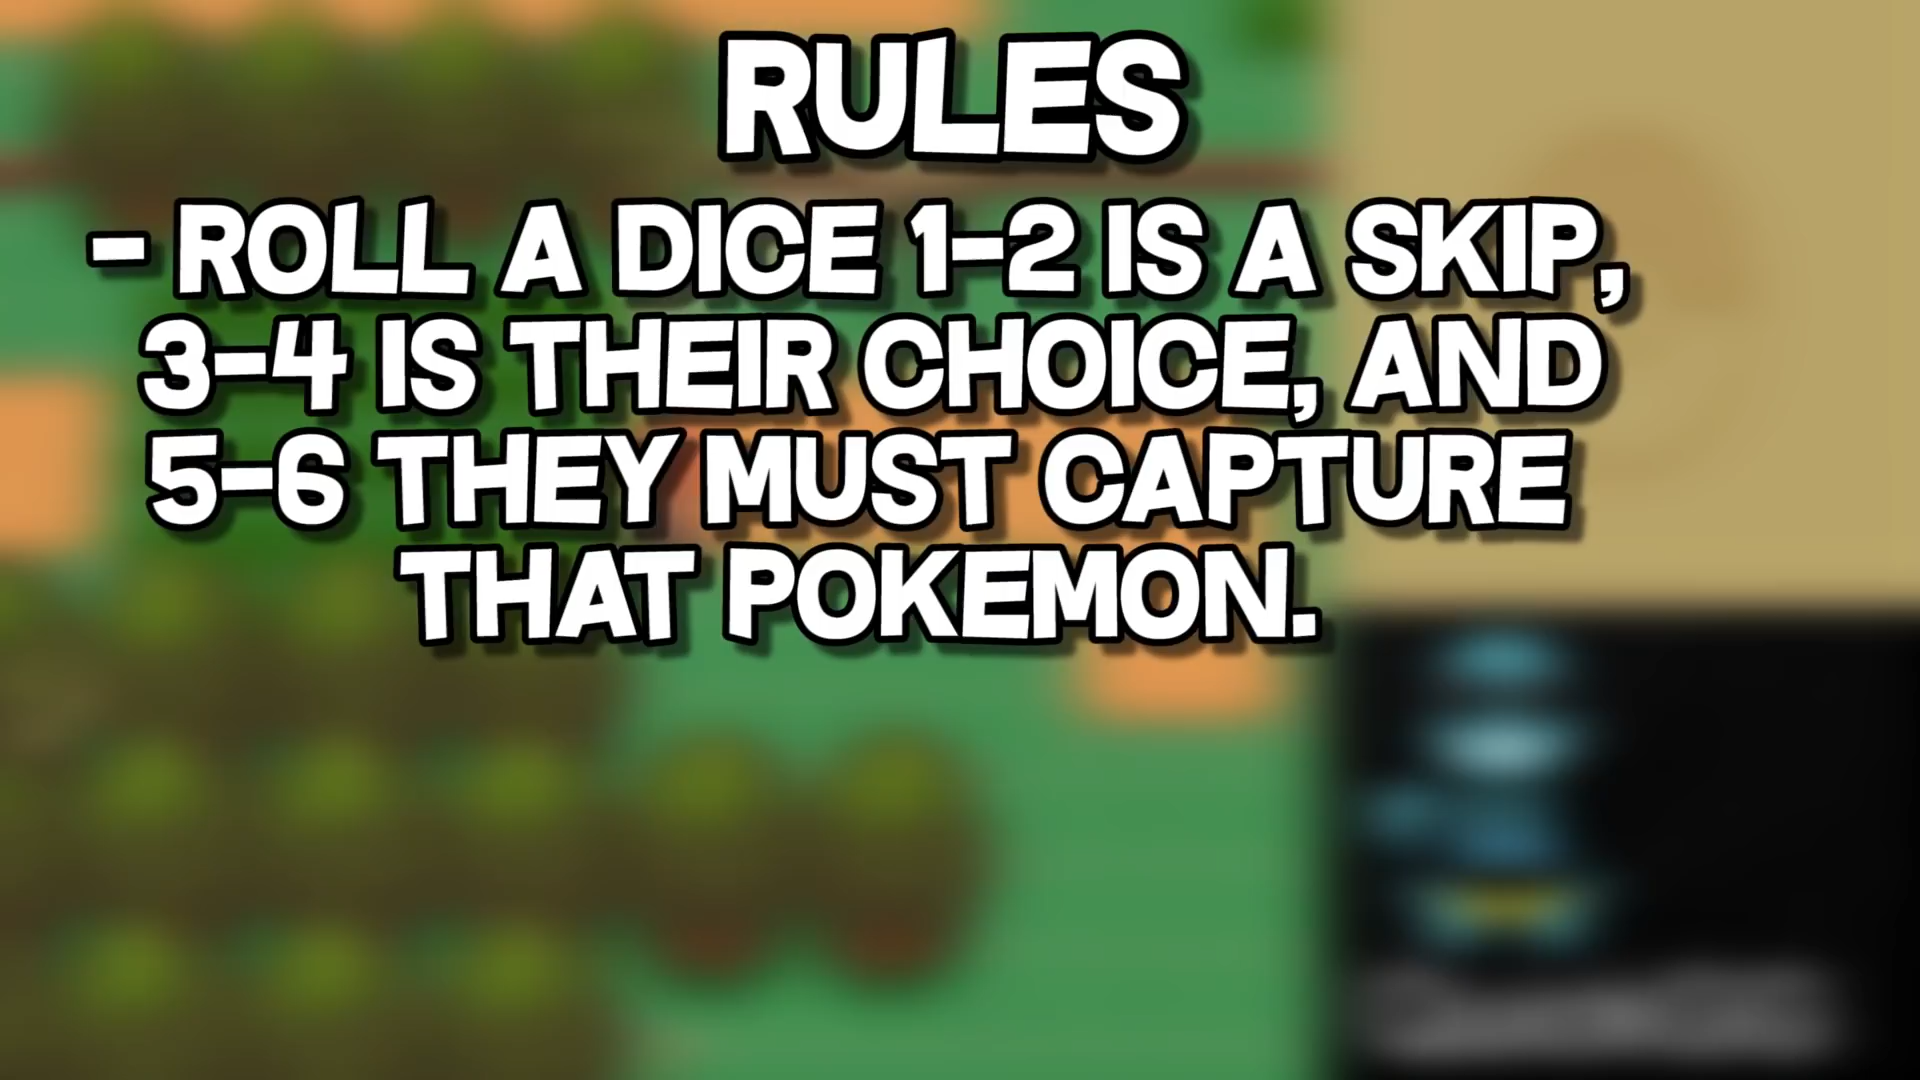 RULES
- ROLL A DICE 1-2 IS A SKIP,
3-4 IS THEIR CHOICE, AND
5-6 THEY MUST CAPTURE
THAT POKEMON.